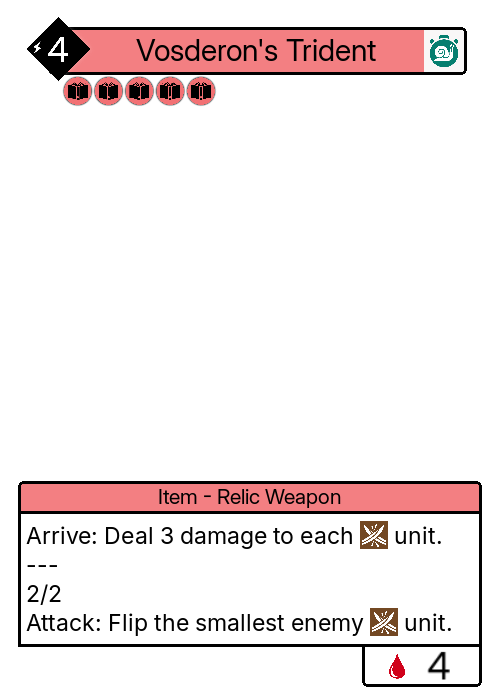 4
Vosderon's Trident
Item - Relic Weapon
Arrive: Deal 3 damage to each unit.
---
2/2
Attack: Flip the smallest enemy unit.
4